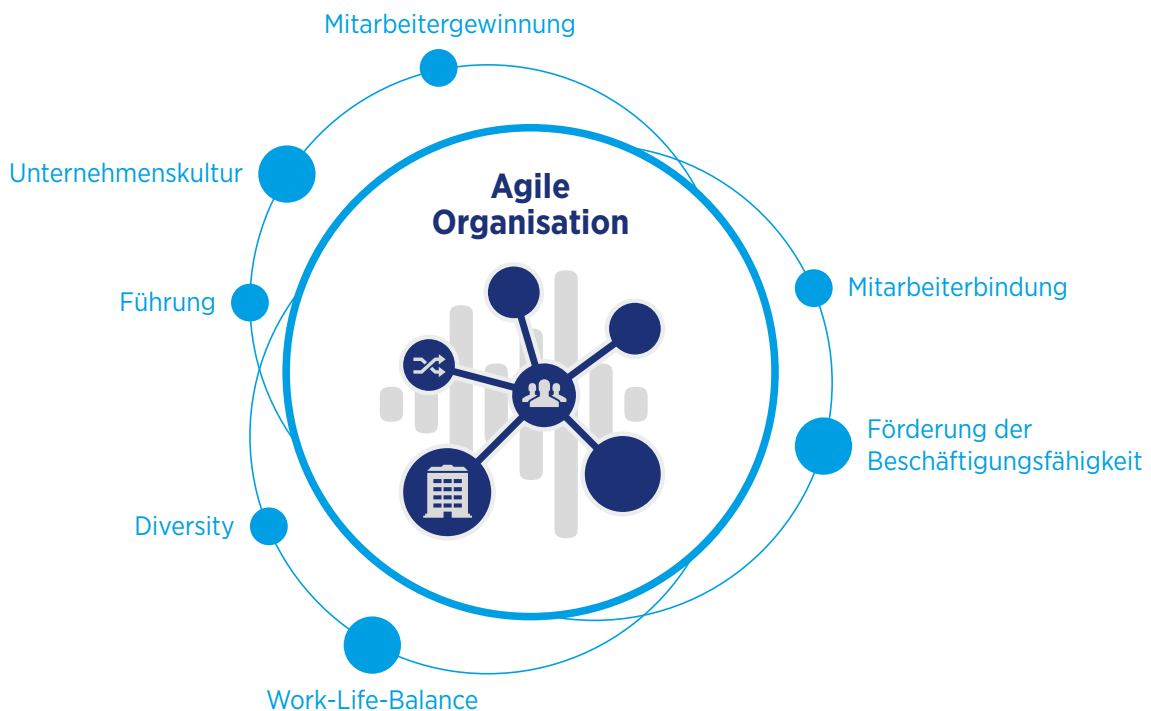 Mitarbeitergewinnung
Unternehmenskultur
Agile
Organisation
Führung
Mitarbeiterbindung
Förderung der
Beschäftigungsfähigkeit
Diversity
Work-Life-Balance